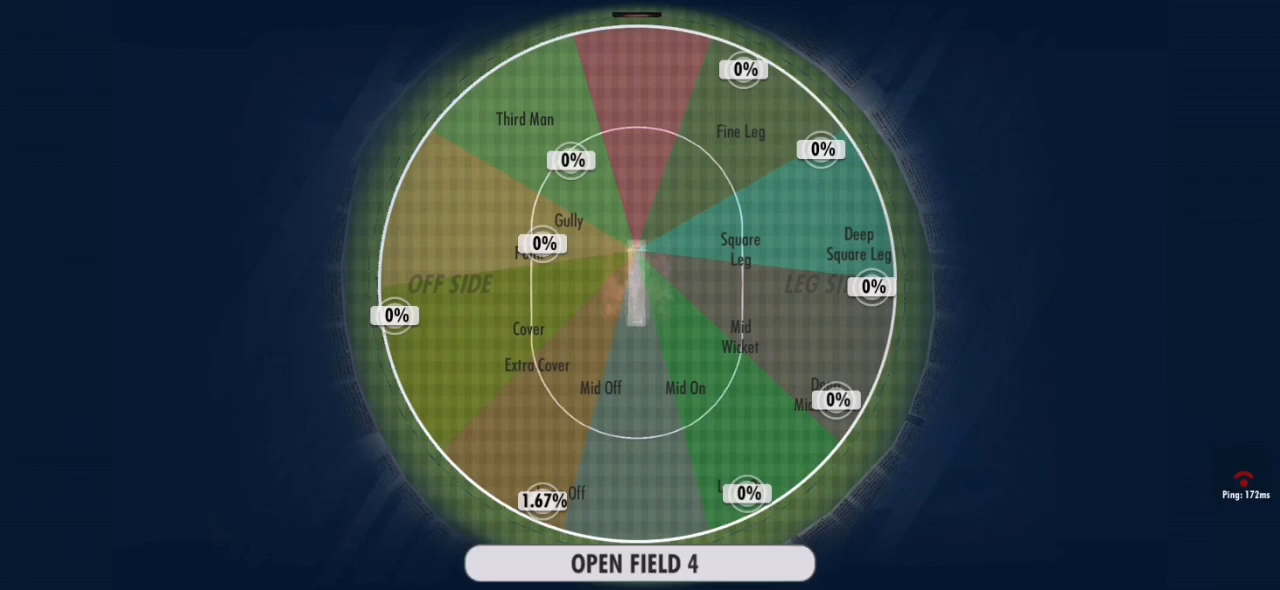 0%
Third Man
Fine Leg
0%
0%
Gully
0%
Square
Leg
Deep
Square Leg
OFF SIDE
0%
0%
Cover
Mid
Wicket
Extra Cover
Mid Off
Mid On
0%
1.67%
Off
0%
Ping: 172ms
OPEN FIELD 4